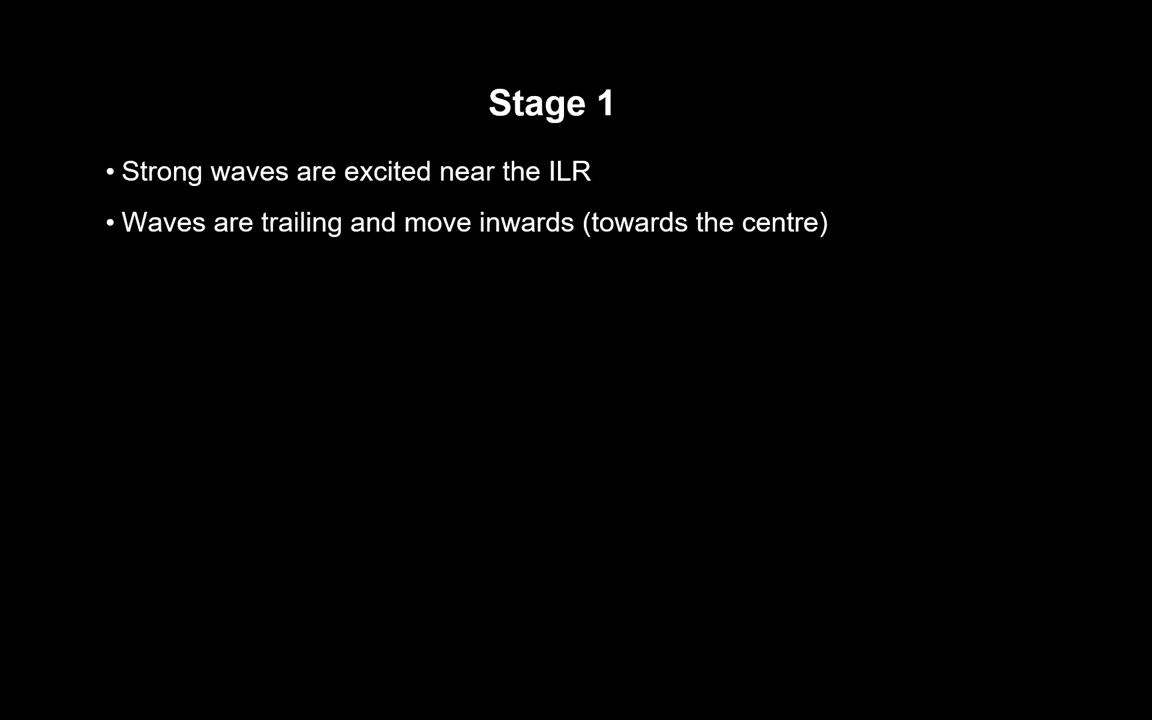 Stage 1
• Strong waves are excited near the ILR
• Waves are trailing and move inwards (towards the centre)